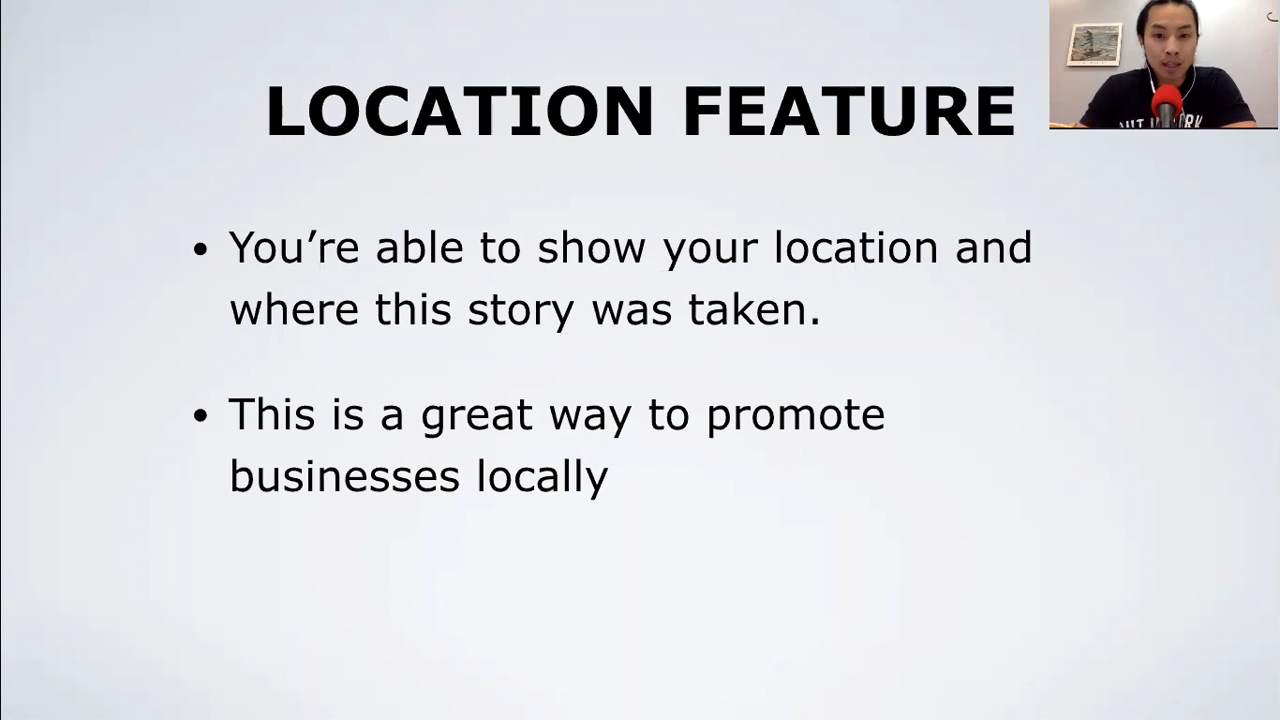 LOCATION FEATURE
• You’re able to show your location and
where this story was taken.
• This is a great way to promote
businesses locally